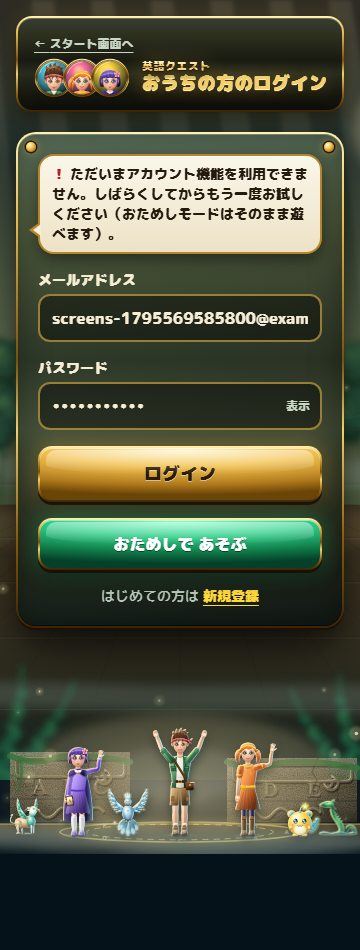 ← スタート画面へ
英語クエスト
おうちの方のログイン
! ただいまアカウント機能を利用できま
せん。しばらくしてからもう一度お試し
ください（おためしモードはそのまま遊
べます）。
メールアドレス
screens-1795569585800@exam
パスワード
•••••••••••
表示
ログイン
おためしで あそぶ
はじめての方は 新規登録
A D E